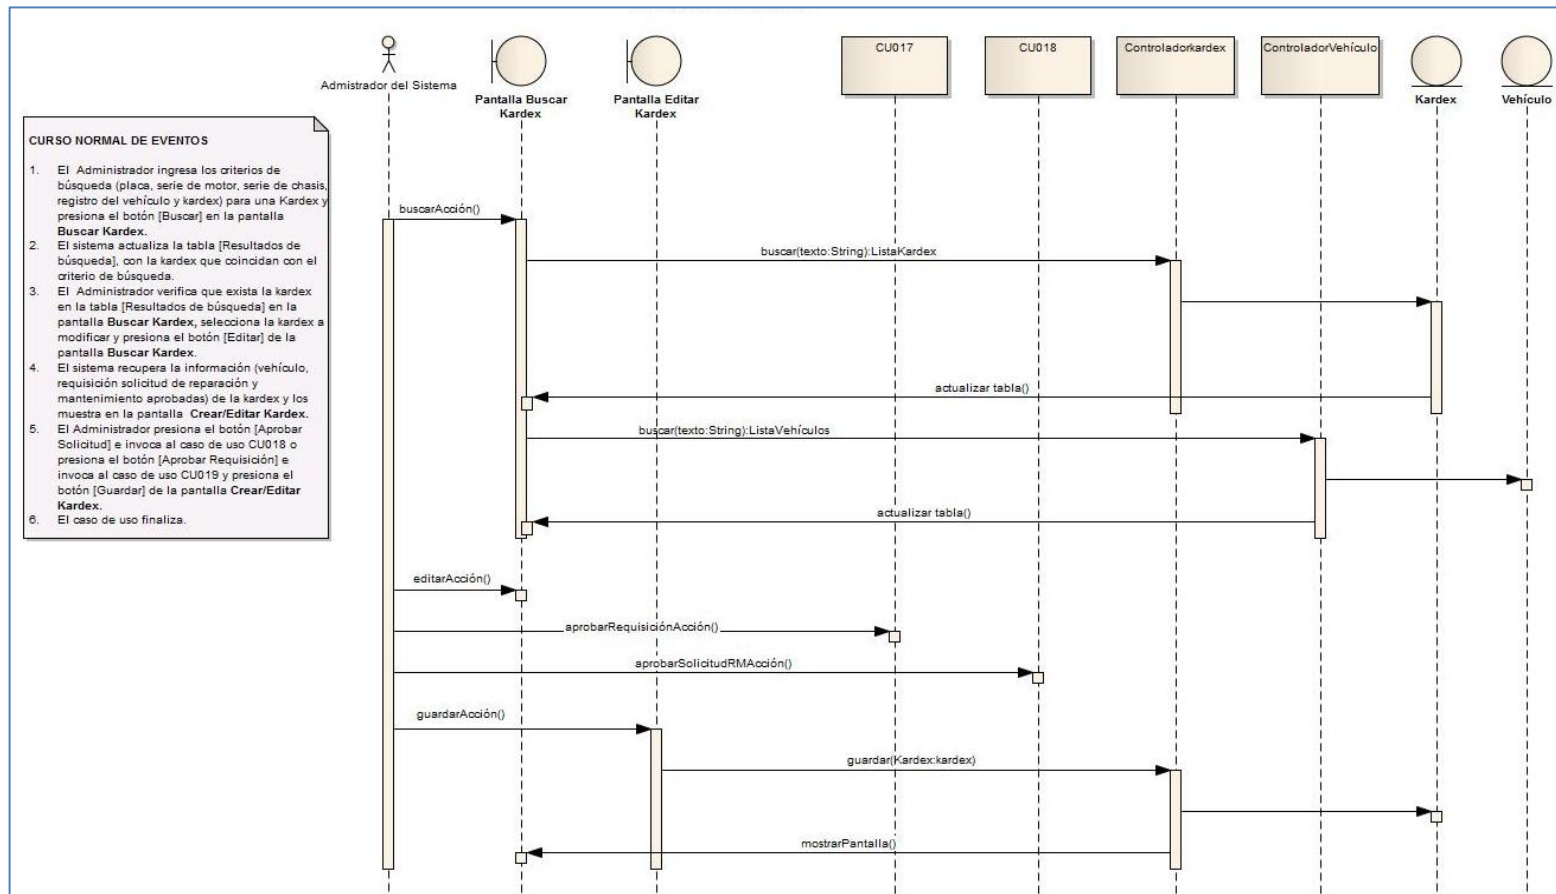 CU017
CU018
Controladorkardex
ControladorVehículo
Admistrador del Sistema
Pantalla Buscar
Kardex
Pantalla Editar
Kardex
Kardex
Vehículo
CURSO NORMAL DE EVENTOS
1. El Administrador ingresa los criterios de
búsqueda (placa, serie de motor, serie de chasis,
registro del vehículo y kardex) para una Kardex y
presiona el botón [Buscar] en la pantalla
Buscar Kardex.
2. El sistema actualiza la tabla [Resultados de
búsqueda], con la kardex que coincidan con el
criterio de búsqueda.
3. El Administrador verifica que exista la kardex
en la tabla [Resultados de búsqueda] en la
pantalla Buscar Kardex, selecciona la kardex a
modificar y presiona el botón [Editar] de la
pantalla Buscar Kardex.
4. El sistema recupera la información (vehículo,
requisición solicitud de reparación y
mantenimiento aprobadas) de la kardex y los
muestra en la pantalla Crear/Editar Kardex.
5. El Administrador presiona el botón [Aprobar
Solicitud] e invoca al caso de uso CU018 o
presiona el botón [Aprobar Requisición] e
invoca al caso de uso CU019 y presiona el
botón [Guardar] de la pantalla Crear/Editar
Kardex.
6. El caso de uso finaliza.
buscarAcción()
buscar(texto:String):ListaKardex
actualizar tabla()
buscar(texto:String):ListaVehículos
actualizar tabla()
editarAcción()
aprobarRequisiciónAcción()
aprobarSolicitudRMAcción()
guardarAcción()
guardar(Kardex:kardex)
mostrarPantalla()